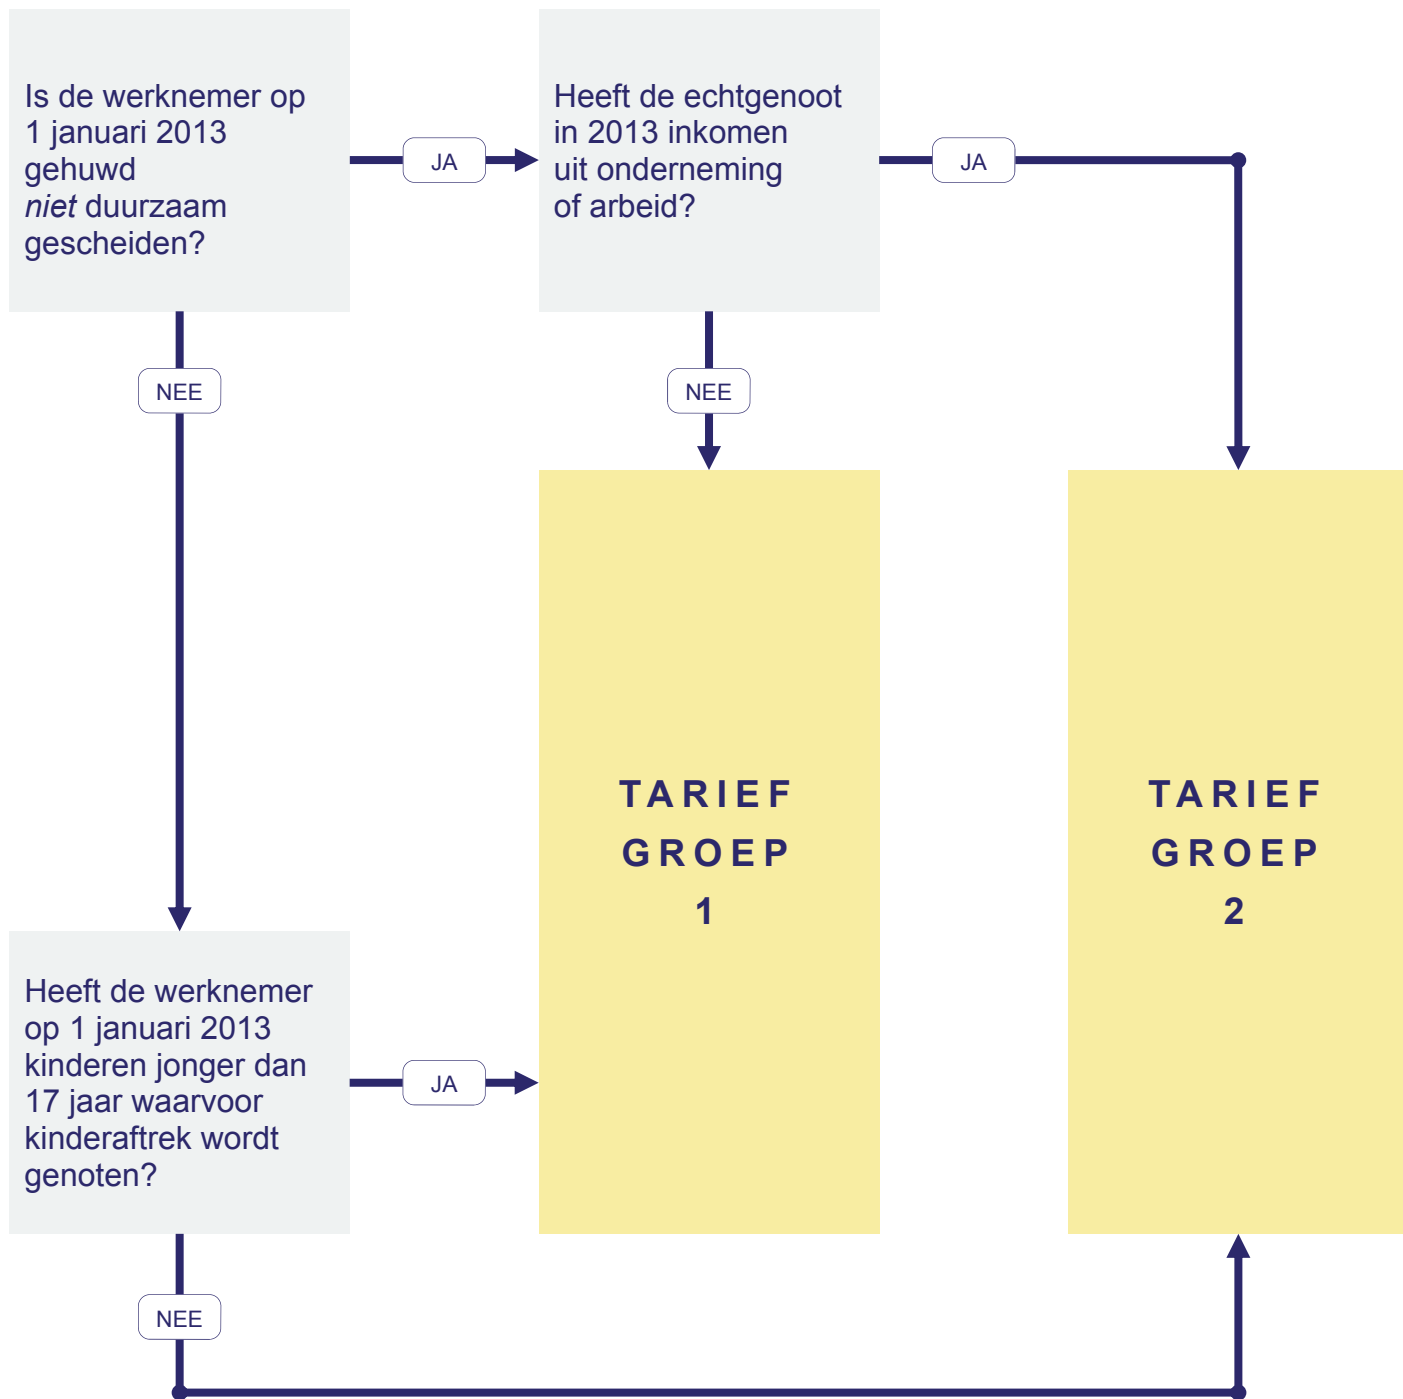 Is de werknemer op
1 januari 2013
gehuwd
niet duurzaam
gescheiden?
JA
Heeft de echtgenoot
in 2013 inkomen
uit onderneming
of arbeid?
JA
NEE
NEE
TARIEF
GROEP
1
TARIEF
GROEP
2
Heeft de werknemer
op 1 januari 2013
kinderen jonger dan
17 jaar waarvoor
kinderaftrek wordt
genoten?
JA
NEE